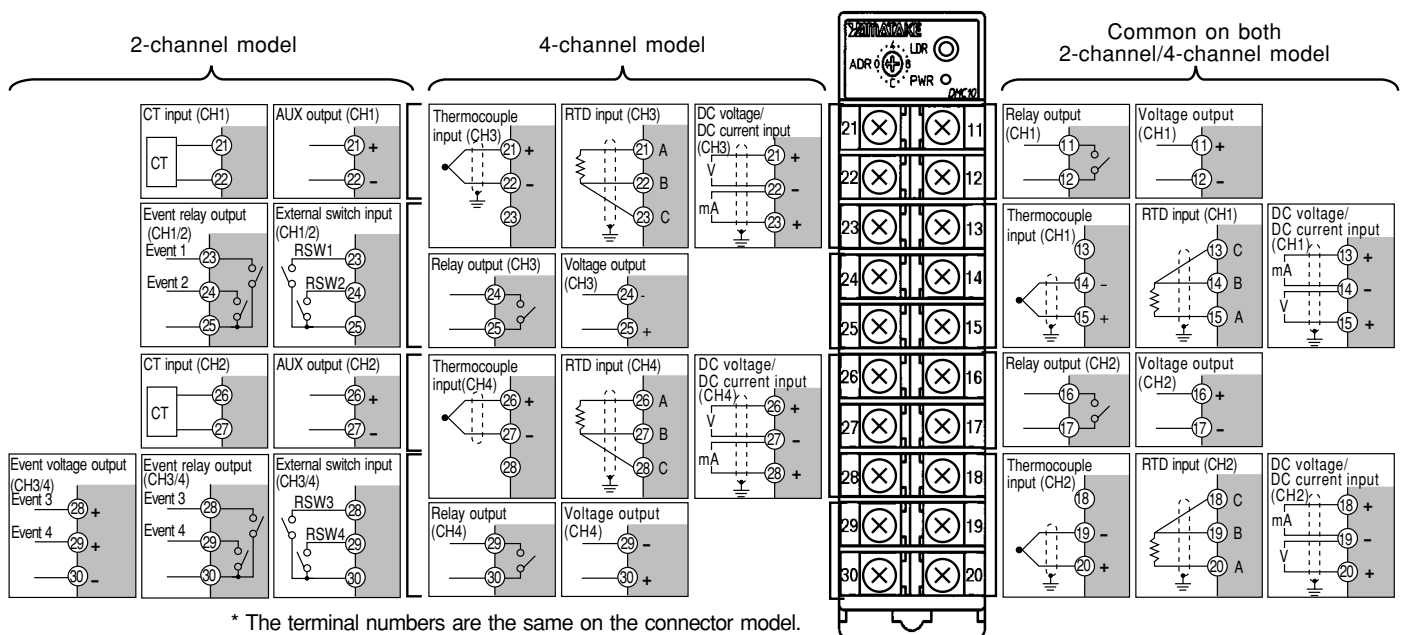 2-channel model
4-channel model
Common on both
2-channel/4-channel model
YAMATAKE
LDR
ADR 0 4 8 C
PWR
DMC10
CT input (CH1)
CT
21
22
AUX output (CH1)
21 +
22 -
Event relay output
(CH1/2)
Event 1
23
Event 2
24
25
External switch input
(CH1/2)
RSW1
23
RSW2
24
25
CT input (CH2)
CT
26
27
AUX output (CH2)
26 +
27 -
Event voltage output
(CH3/4)
Event 3
28 +
Event 4
29 +
30 -
Event relay output
(CH3/4)
Event 3
28
Event 4
29
30
External switch input
(CH3/4)
RSW3
28
RSW4
29
30
Thermocouple
input (CH3)
21 +
22 -
23
RTD input (CH3)
21 A
22 B
23 C
DC voltage/
DC current input
(CH3)
21 +
V
22 -
mA
23 +
Relay output (CH3)
24
25
Voltage output
(CH3)
24 -
25 +
Thermocouple
input(CH4)
26 +
27 -
28
RTD input (CH4)
26 A
27 B
28 C
DC voltage/
DC current input
(CH4)
26 +
V
27 -
mA
28 +
Relay output
(CH4)
29
30
Voltage output
(CH4)
29 -
30 +
21 11
22 12
23 13
24 14
25 15
26 16
27 17
28 18
29 19
30 20
Relay output
(CH1)
11
12
Voltage output
(CH1)
11 +
12 -
Thermocouple
input (CH1)
13
14 -
15 +
RTD input (CH1)
13 C
14 B
15 A
DC voltage/
DC current input
(CH1)
13 +
mA
14 -
V
15 +
Relay output (CH2)
16
17
Voltage output
(CH2)
16 +
17 -
Thermocouple
input (CH2)
18
19 -
20 +
RTD input (CH2)
18 C
19 B
20 A
DC voltage/
DC current input
(CH2)
18 +
mA
19 -
V
20 +
* The terminal numbers are the same on the connector model.